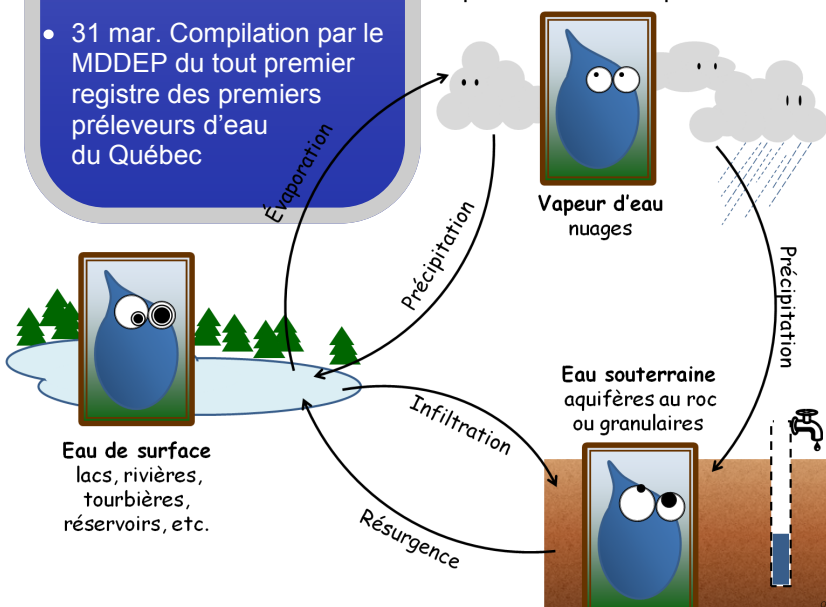 • 31 mar. Compilation par le
MDDEP du tout premier
registre des premiers
préleveurs d'eau
du Québec
Évaporation
Précipitation
Vapeur d'eau
nuages
Précipitation
Eau de surface
lacs, rivières,
tourbières,
réservoirs, etc.
Infiltration
Résurgence
Eau souterraine
aquifères au roc
ou granulaires